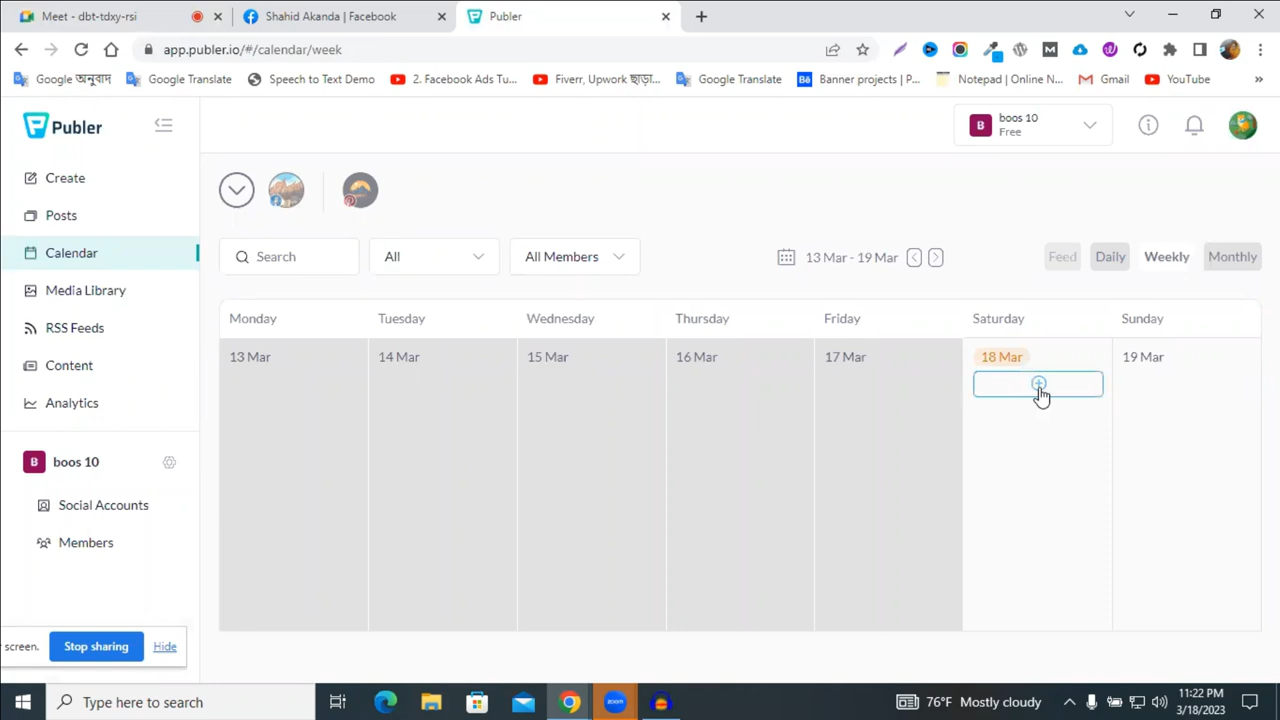 Meet - dbt-tdxy-rsi
Shahid Akanda | Facebook
Publer
app.publer.io/#/calendar/week
Google অনুবাদ
Google Translate
Speech to Text Demo
2. Facebook Ads Tu...
Fiverr, Upwork ছাড়া...
Google Translate
Banner projects | P...
Notepad | Online N...
Gmail
YouTube
»
Publer
B
boos 10
Free
Create
Posts
Calendar
Media Library
RSS Feeds
Content
Analytics
B
boos 10
Social Accounts
Members
Search
All
All Members
13 Mar - 19 Mar
Feed
Daily
Weekly
Monthly
Monday
Tuesday
Wednesday
Thursday
Friday
Saturday
Sunday
13 Mar
14 Mar
15 Mar
16 Mar
17 Mar
18 Mar
19 Mar
screen.
Stop sharing
Hide
Type here to search
zoom
76°F Mostly cloudy
11:22 PM
3/18/2023